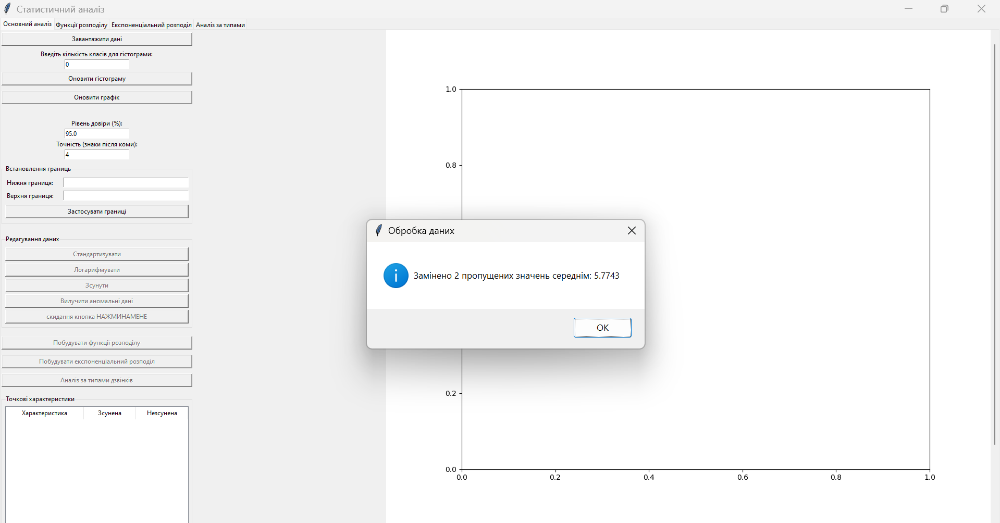 Статистичний аналіз
Основний аналіз Функції розподілу Експоненціальний розподіл Аналіз за типами
Завантажити дані
Введіть кількість класів для гістограми:
0
Оновити гістограму
Оновити графік
Рівень довіри (%):
95.0
Точність (знаки після коми):
4
Встановлення границь
Нижня границя:
Верхня границя:
Застосувати границі
Редагування даних
Стандартизувати
Логарифмувати
Зсунути
Вилучити аномальні дані
скидання кнопка НАЖМИНАМЕНЕ
Побудувати функції розподілу
Побудувати експоненціальний розподіл
Аналіз за типами дзвінків
Точкові характеристики
Характеристика Зсунена Незсунена
1.0
0.8
0.2
0.0
0.0 0.2 0.4 0.6 0.8 1.0
Обробка даних
Замінено 2 пропущених значень середнім: 5.7743
OK